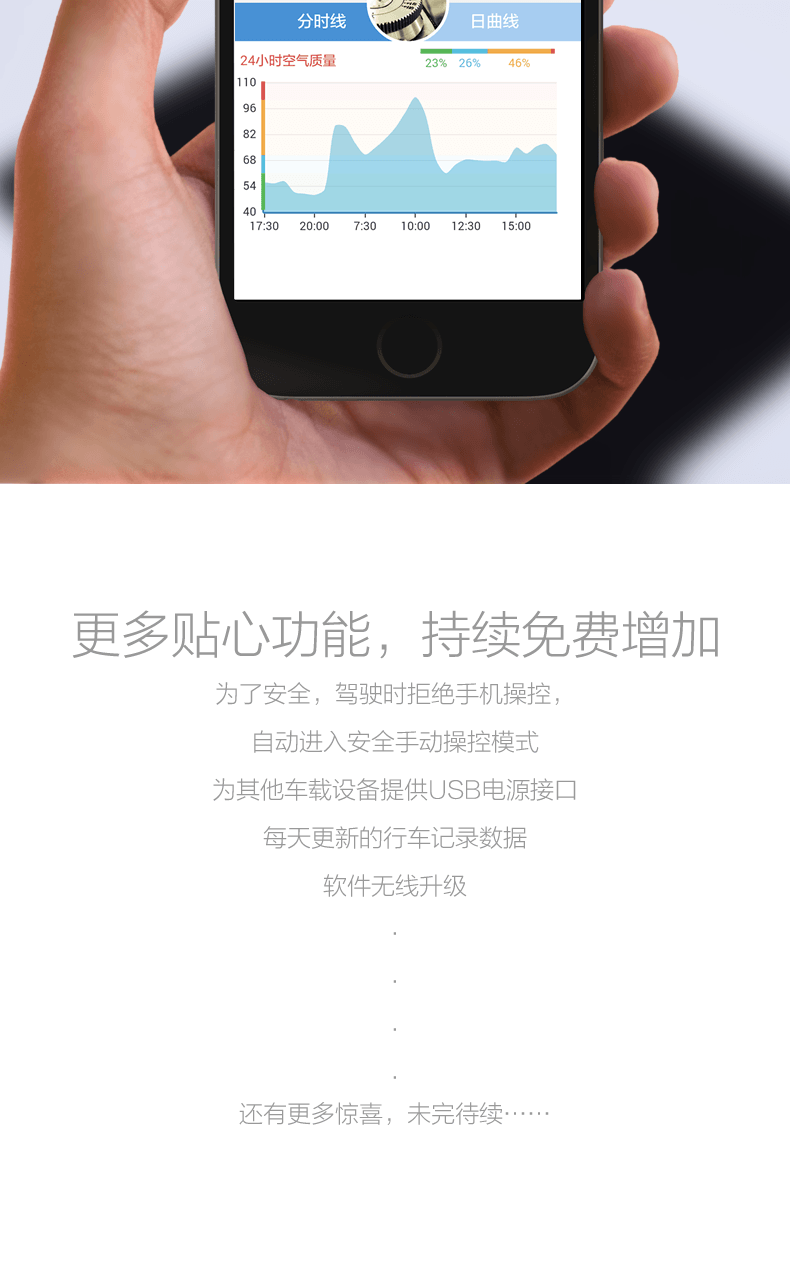 分时线 日曲线
24小时空气质量
23% 26% 46%
110
96
82
68
54
40
17:30 20:00 7:30 10:00 12:30 15:00
更多贴心功能，持续免费增加
为了安全，驾驶时拒绝手机操控，
自动进入安全手动操控模式
为其他车载设备提供USB电源接口
每天更新的行车记录数据
软件无线升级
.
.
.
.
还有更多惊喜，未完待续……